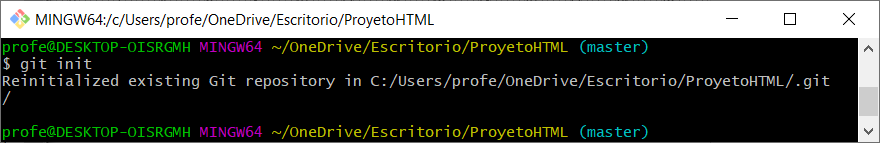 MINGW64:/c/Users/profe/OneDrive/Escritorio/ProyetoHTML
profe@DESKTOP-OISRGMH MINGW64 ~/OneDrive/Escritorio/ProyetoHTML (master)
$ git init
Reinitialized existing Git repository in C:/Users/profe/OneDrive/Escritorio/ProyetoHTML/.git
/
profe@DESKTOP-OISRGMH MINGW64 ~/OneDrive/Escritorio/ProyetoHTML (master)